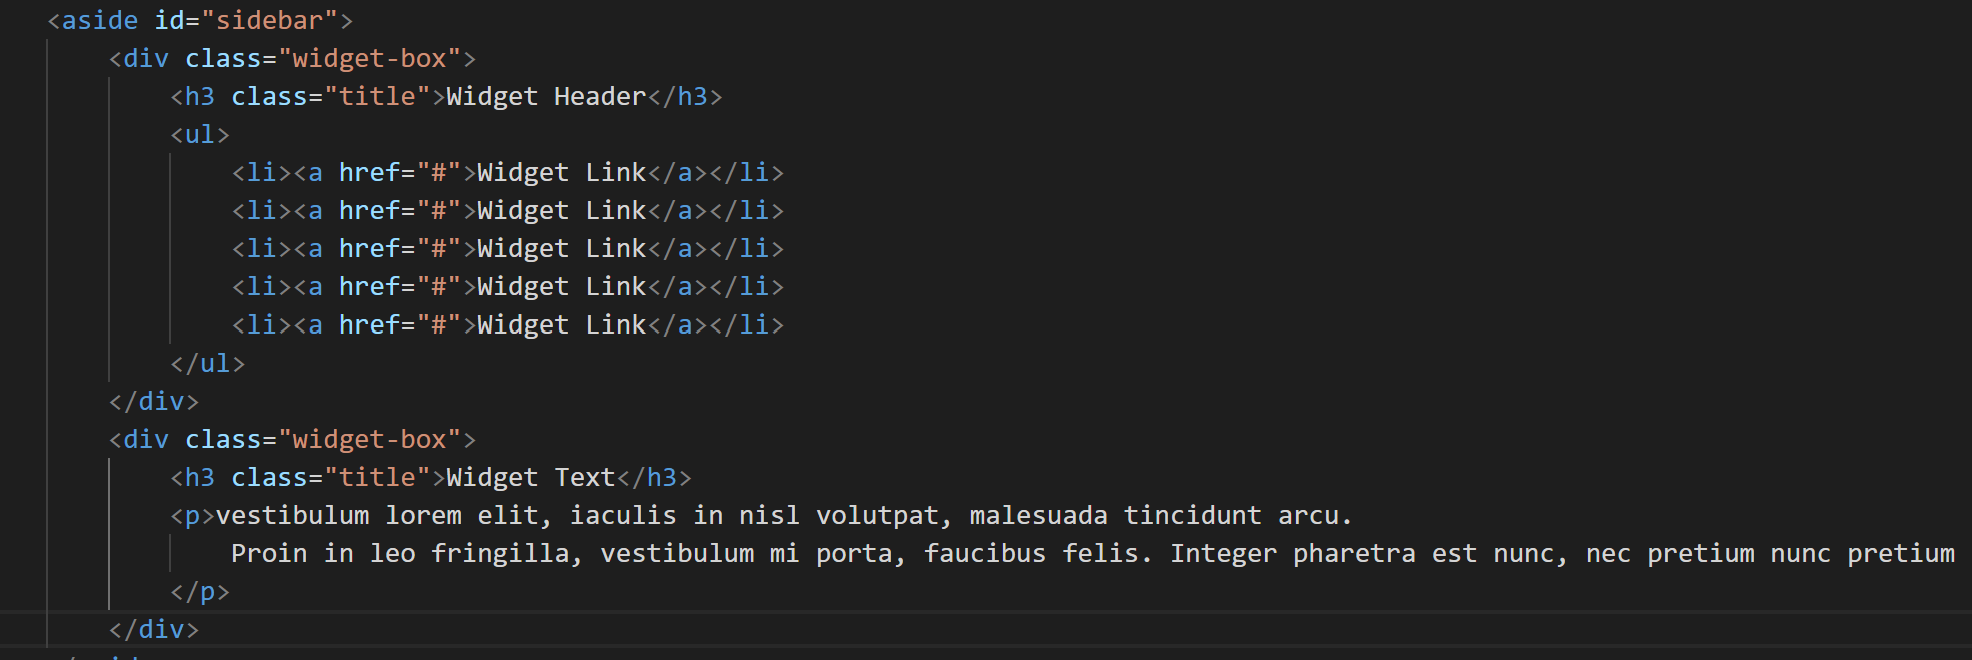 <aside id="sidebar">
<div class="widget-box">
<h3 class="title">Widget Header</h3>
<ul>
<li><a href="#">Widget Link</a></li>
<li><a href="#">Widget Link</a></li>
<li><a href="#">Widget Link</a></li>
<li><a href="#">Widget Link</a></li>
<li><a href="#">Widget Link</a></li>
</ul>
</div>
<div class="widget-box">
<h3 class="title">Widget Text</h3>
<p>vestibulum lorem elit, iaculis in nisl volutpat, malesuada tincidunt arcu.
Proin in leo fringilla, vestibulum mi porta, faucibus felis. Integer pharetra est nunc, nec pretium nunc pretium
</p>
</div>